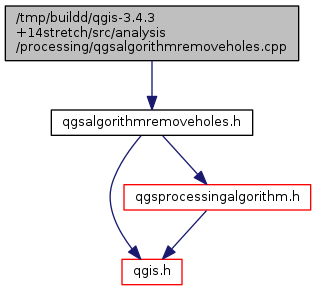 /tmp/buildd/qgis-3.4.3
+14stretch/src/analysis
/processing/qgsalgorithmremoveholes.cpp
qgsalgorithmremoveholes.h
qgsprocessingalgorithm.h
qgis.h